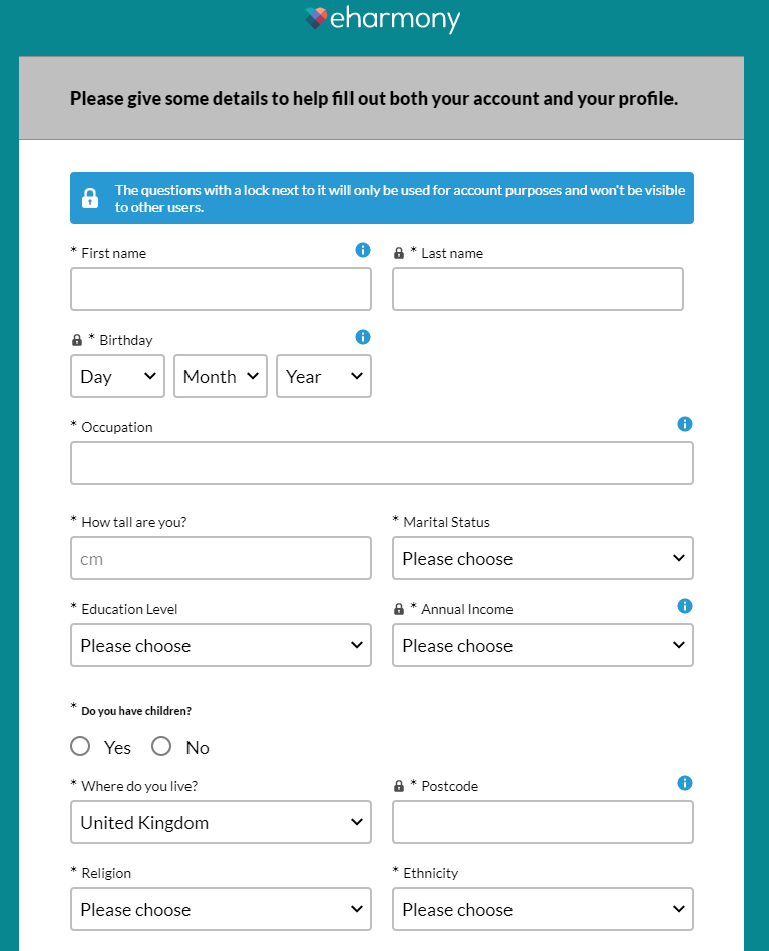 eharmony
Please give some details to help fill out both your account and your profile.
The questions with a lock next to it will only be used for account purposes and won't be visible
to other users.
* First name
* Last name
* Birthday
Day Month Year
* Occupation
* How tall are you?
* Marital Status
cm
Please choose
* Education Level
* Annual Income
Please choose
Please choose
* Do you have children?
Yes No
* Where do you live?
* Postcode
United Kingdom
* Religion
* Ethnicity
Please choose
Please choose